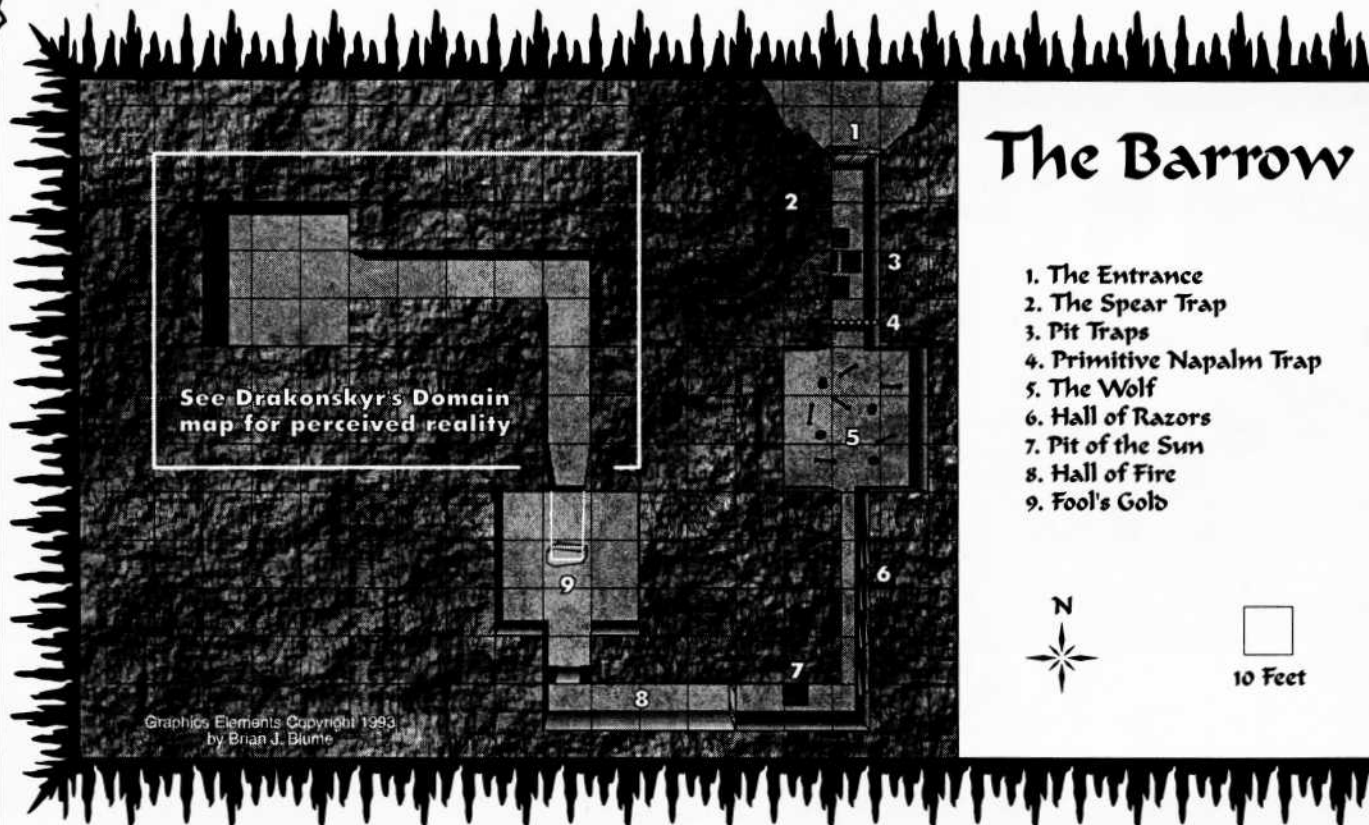 The Barrow
1
2
3
4
5
6
7
8
9
See Drakonskyr's Domain
map for perceived reality
Graphics Elements Copyright 1993
by Brian J. Blume
1. The Entrance
2. The Spear Trap
3. Pit Traps
4. Primitive Napalm Trap
5. The Wolf
6. Hall of Razors
7. Pit of the Sun
8. Hall of Fire
9. Fool's Gold
N
10 Feet